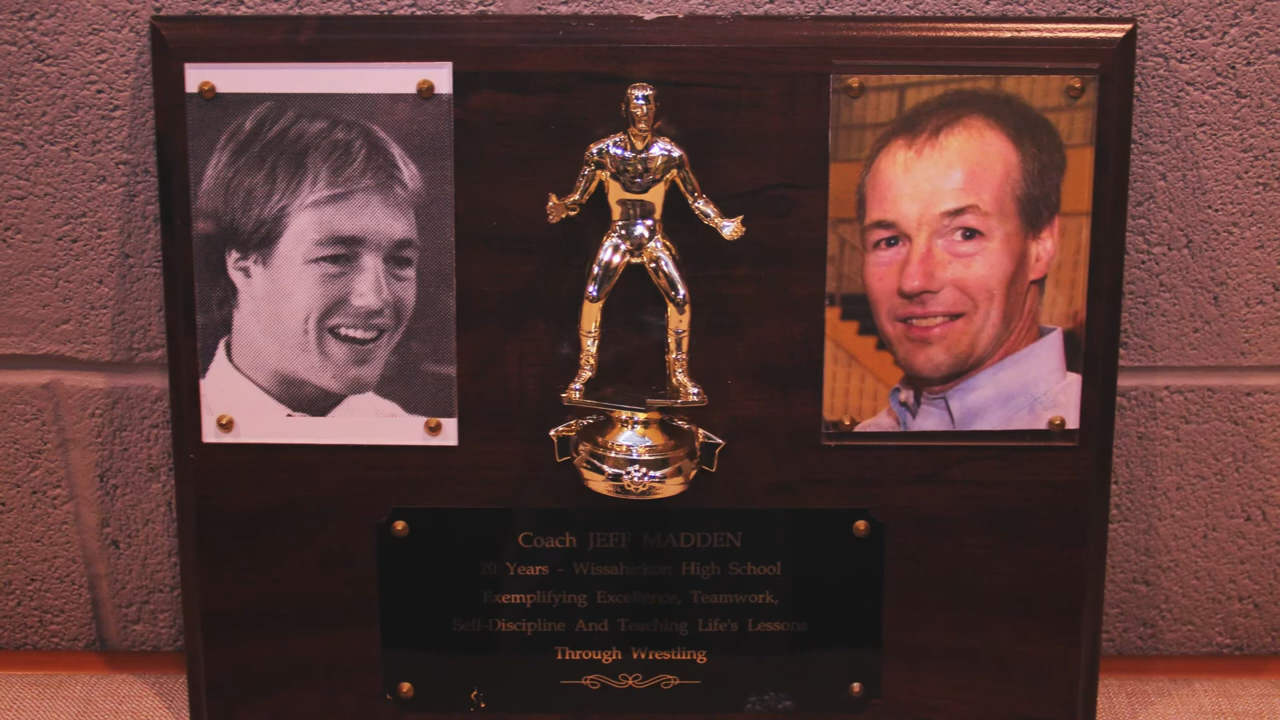 Coach JEFF MADDEN
20 Years - Wissahickon High School
Exemplifying Excellence, Teamwork,
Self-Discipline And Teaching Life's Lessons
Through Wrestling